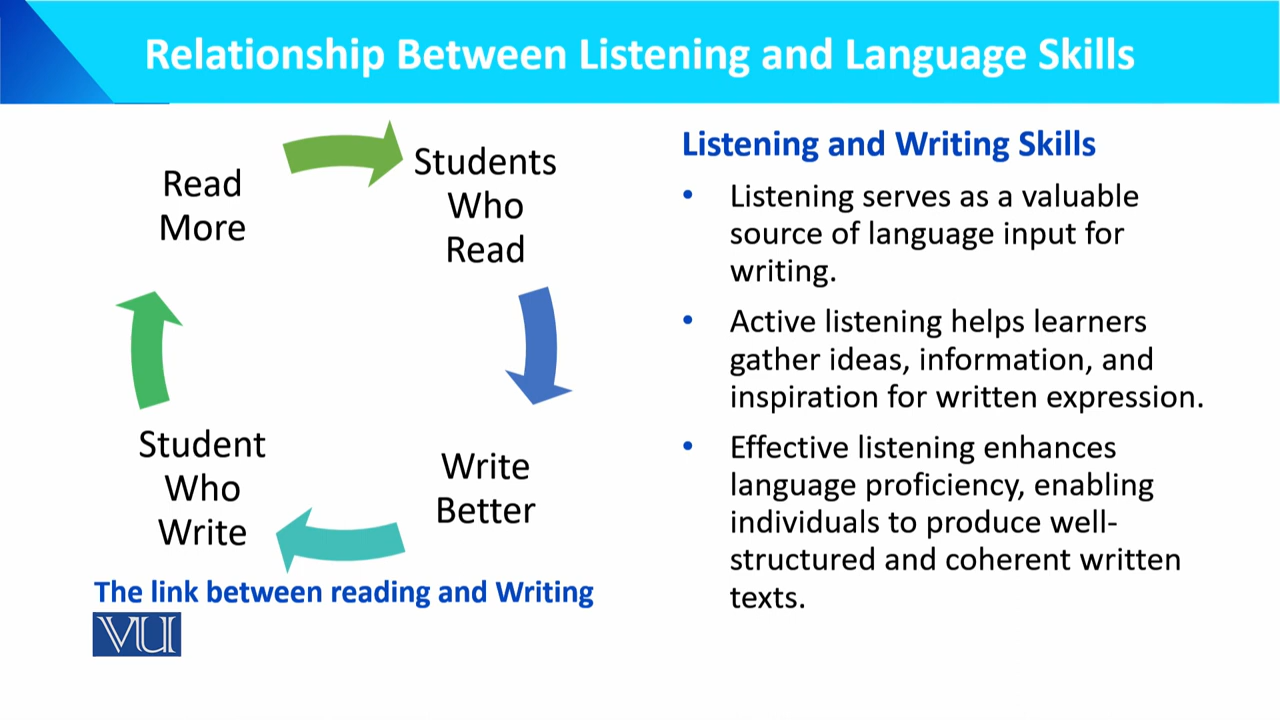 Relationship Between Listening and Language Skills
Read
More
Students
Who
Read
Write
Better
Student
Who
Write
The link between reading and Writing
VU
Listening and Writing Skills
• Listening serves as a valuable
source of language input for
writing.
• Active listening helps learners
gather ideas, information, and
inspiration for written expression.
• Effective listening enhances
language proficiency, enabling
individuals to produce well-
structured and coherent written
texts.